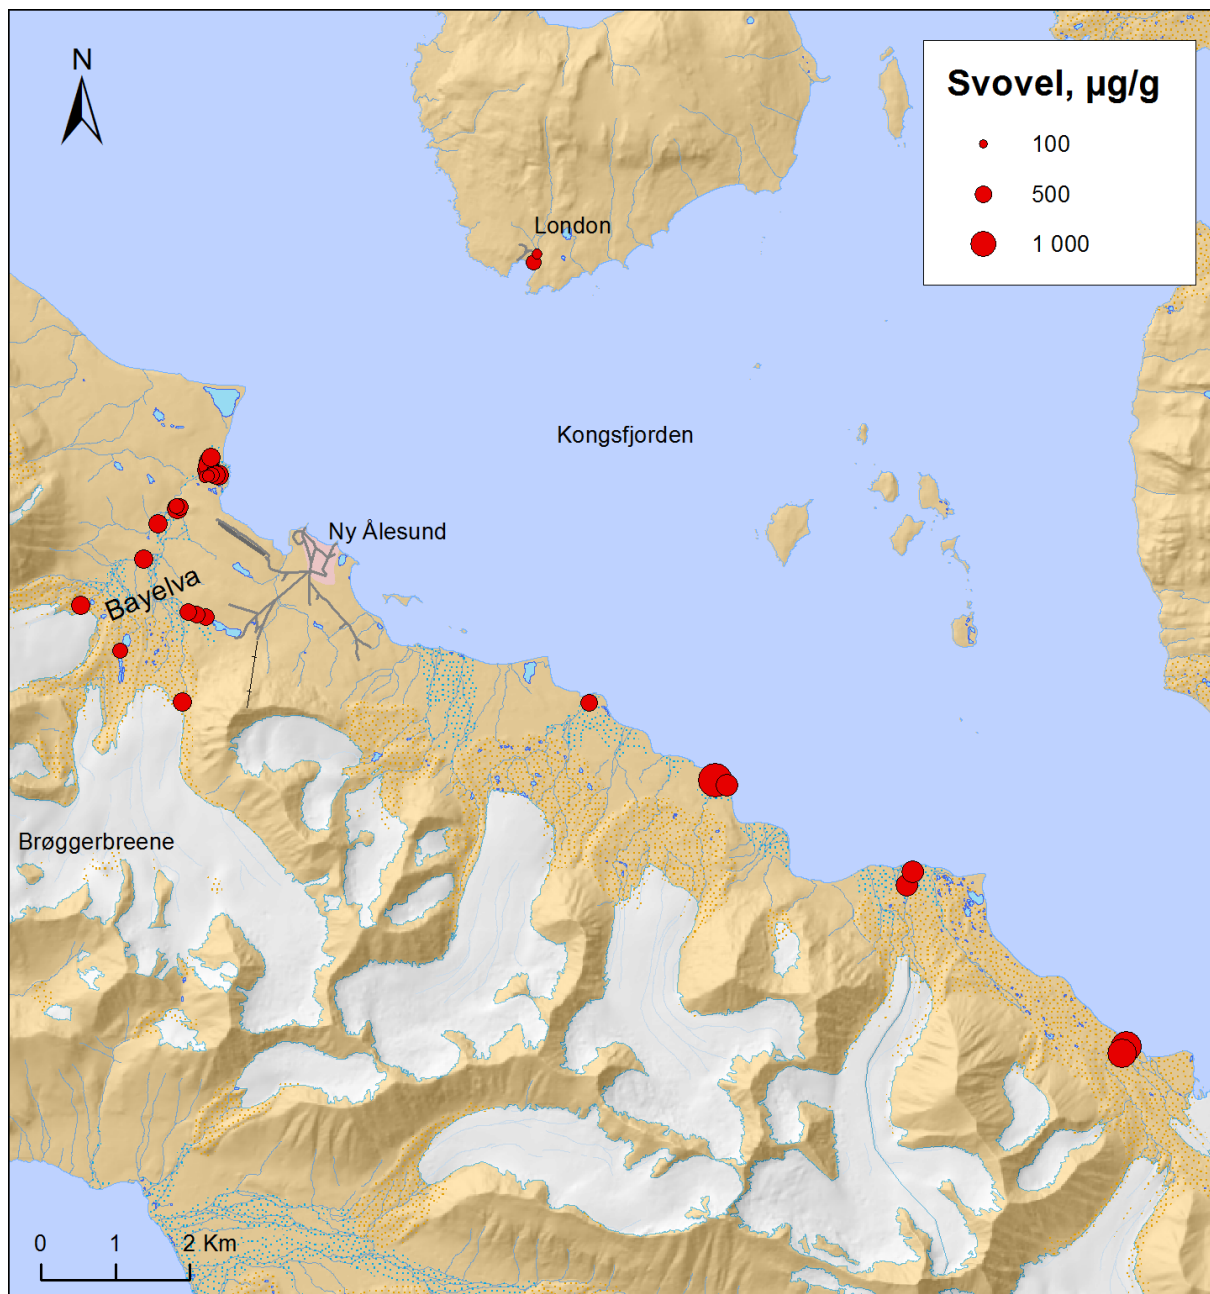 N
Svovel, µg/g
100
500
1 000
London
Kongsfjorden
Ny Ålesund
Bayelva
Brøggerbreene
0 1 2 Km